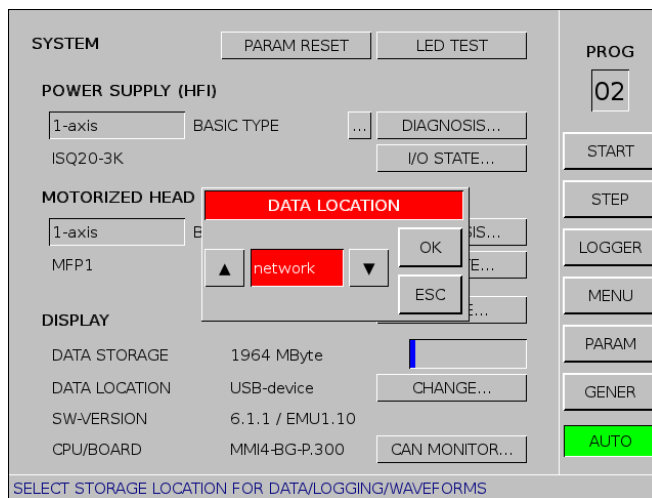 SYSTEM PARAM RESET LED TEST
POWER SUPPLY (HFI)
1-axis BASIC TYPE ... DIAGNOSIS...
ISQ20-3K I/O STATE...
MOTORIZED HEAD
1-axis
MFP1
DATA LOCATION
▲ network ▼
OK
ESC
DISPLAY
DATA STORAGE 1964 MByte
DATA LOCATION USB-device CHANGE...
SW-VERSION 6.1.1 / EMU1.10
CPU/BOARD MMI4-BG-P.300 CAN MONITOR...
SELECT STORAGE LOCATION FOR DATA/LOGGING/WAVEFORMS
PROG
02
START
STEP
LOGGER
MENU
PARAM
GENER
AUTO